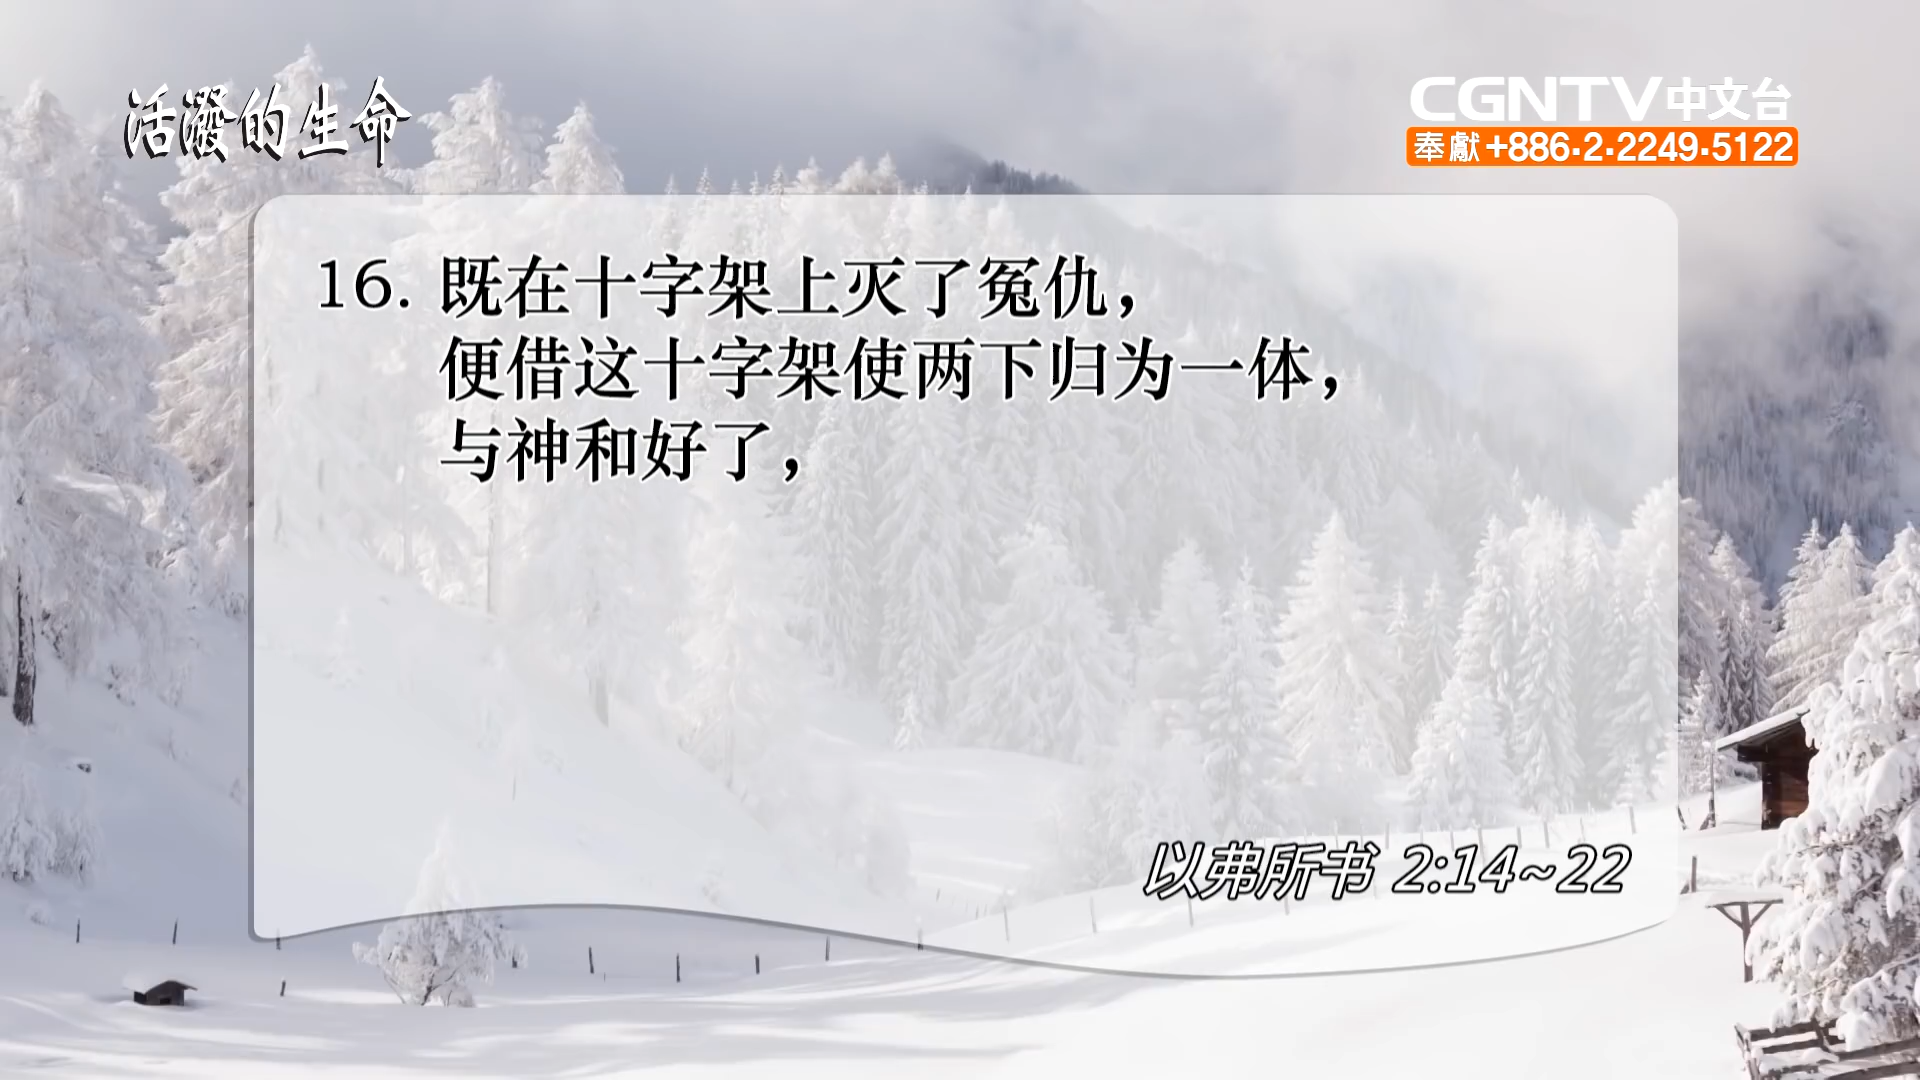 活潑的生命
CGNTV中文台
奉獻+886·2·2249·5122
16. 既在十字架上灭了冤仇，
便借这十字架使两下归为一体，
与神和好了，
以弗所书 2:14~22